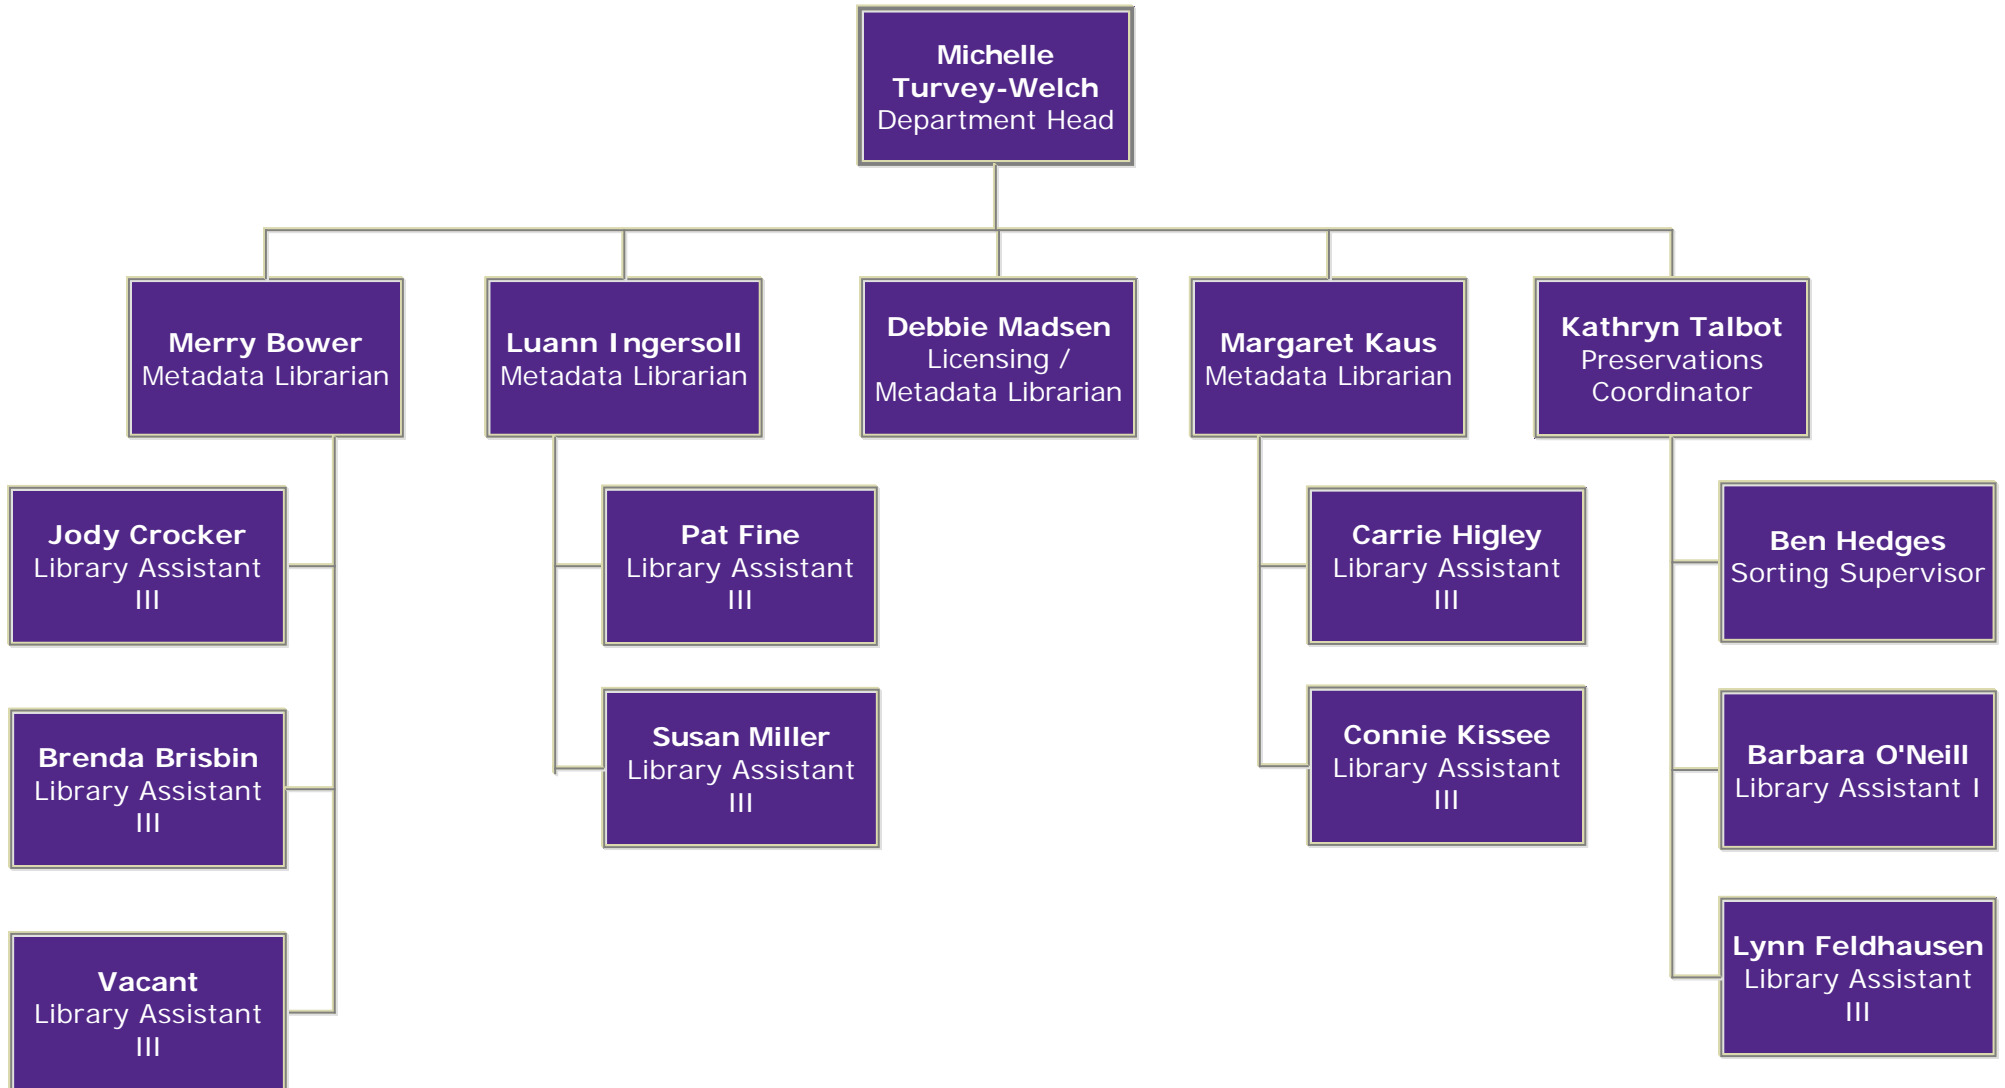 Michelle
Turvey-Welch
Department Head
Merry Bower
Metadata Librarian
Luann Ingersoll
Metadata Librarian
Debbie Madsen
Licensing /
Metadata Librarian
Margaret Kaus
Metadata Librarian
Kathryn Talbot
Preservations
Coordinator
Jody Crocker
Library Assistant
III
Pat Fine
Library Assistant
III
Carrie Higley
Library Assistant
III
Ben Hedges
Sorting Supervisor
Brenda Brisbin
Library Assistant
III
Susan Miller
Library Assistant
III
Connie Kissee
Library Assistant
III
Barbara O'Neill
Library Assistant I
Vacant
Library Assistant
III
Lynn Feldhausen
Library Assistant
III